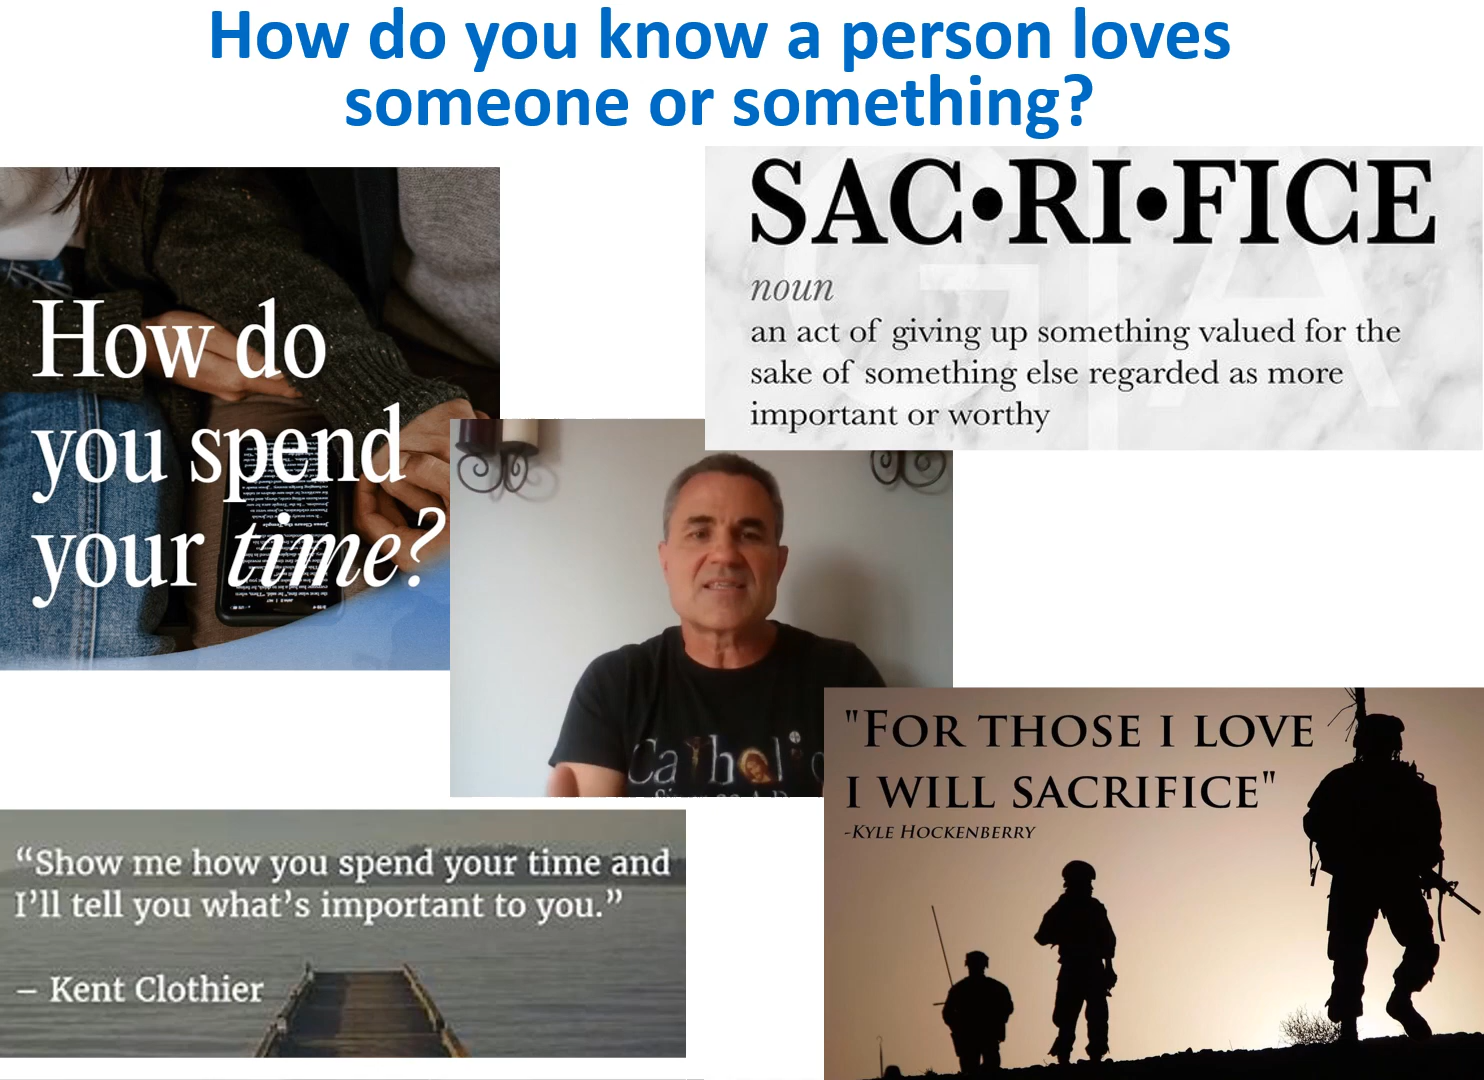 How do you know a person loves
someone or something?
SAC•RI•FICE
noun
an act of giving up something valued for the
sake of something else regarded as more
important or worthy
How do
you spend
your time?
Catholic
"FOR THOSE I LOVE
I WILL SACRIFICE"
-KYLE HOCKENBERRY
“Show me how you spend your time and
I’ll tell you what’s important to you.”
– Kent Clothier